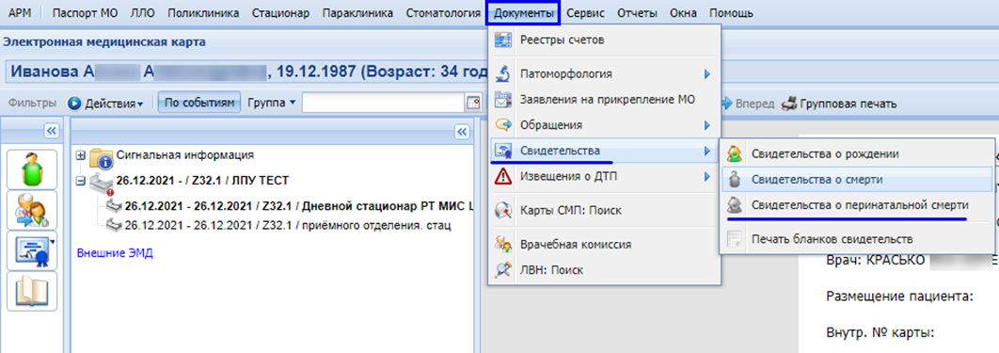 АРМ Паспорт МО ЛЛО Поликлиника Стационар Параклиника Стоматология Документы Сервис Отчеты Окна Помощь
Электронная медицинская карта
Иванова А А , 19.12.1987 (Возраст: 34 год
Фильтры Действия По событиям Группа Вперед Групповая печать
Сигнальная информация
26.12.2021 - / Z32.1 / ЛПУ ТЕСТ
26.12.2021 - 26.12.2021 / Z32.1 / Дневной стационар РТ МИС
26.12.2021 - 26.12.2021 / Z32.1 / приёмного отделения. стац
Внешние ЭМД
Реестры счетов
Патоморфология
Заявления на прикрепление МО
Обращения
Свидетельства
Извещения о ДТП
Карты СМП: Поиск
Врачебная комиссия
ЛВН: Поиск
Свидетельства о рождении
Свидетельства о смерти
Свидетельства о перинатальной смерти
Печать бланков свидетельств
Врач: КРАСЬКО
Размещение пациента:
Внутр. № карты: